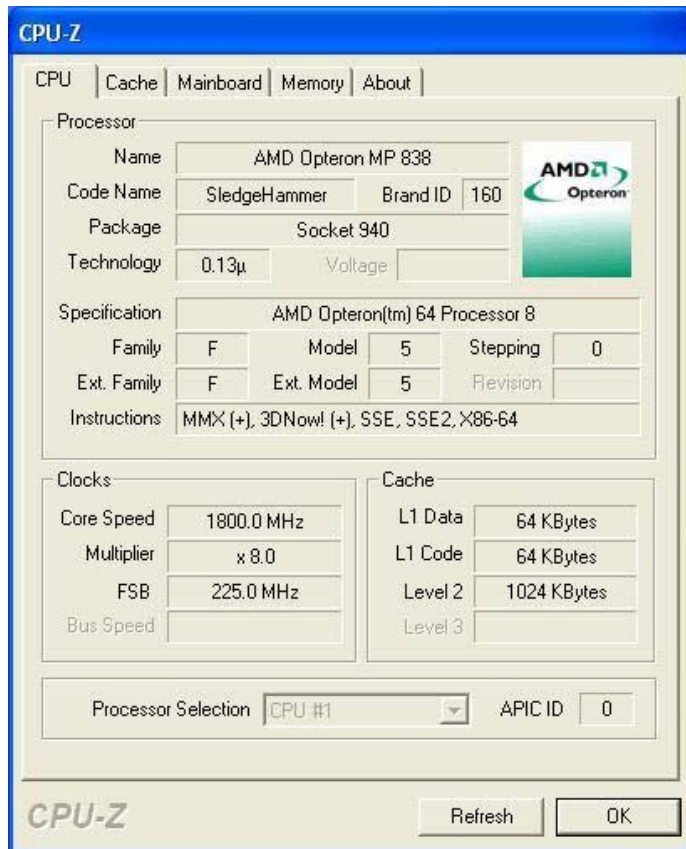 CPU-Z
CPU Cache Mainboard Memory About
Processor
Name AMD Opteron MP 838
Code Name SledgeHammer Brand ID 160
Package Socket 940
Technology 0.13µ Voltage
AMD Opteron
Specification AMD Opteron(tm) 64 Processor 8
Family F Model 5 Stepping 0
Ext. Family F Ext. Model 5 Revision
Instructions MMX (+), 3DNow! (+), SSE, SSE2, X86-64
Clocks
Core Speed 1800.0 MHz
Multiplier x 8.0
FSB 225.0 MHz
Bus Speed
Cache
L1 Data 64 KBytes
L1 Code 64 KBytes
Level 2 1024 KBytes
Level 3
Processor Selection CPU #1 APIC ID 0
CPU-Z Refresh OK